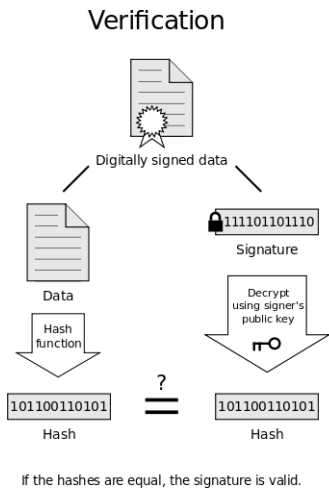 Verification
Digitally signed data
111101101110
Signature
Data
Decrypt
using signer's
public key
Hash
function
?
101100110101
=
101100110101
Hash
Hash
If the hashes are equal, the signature is valid.